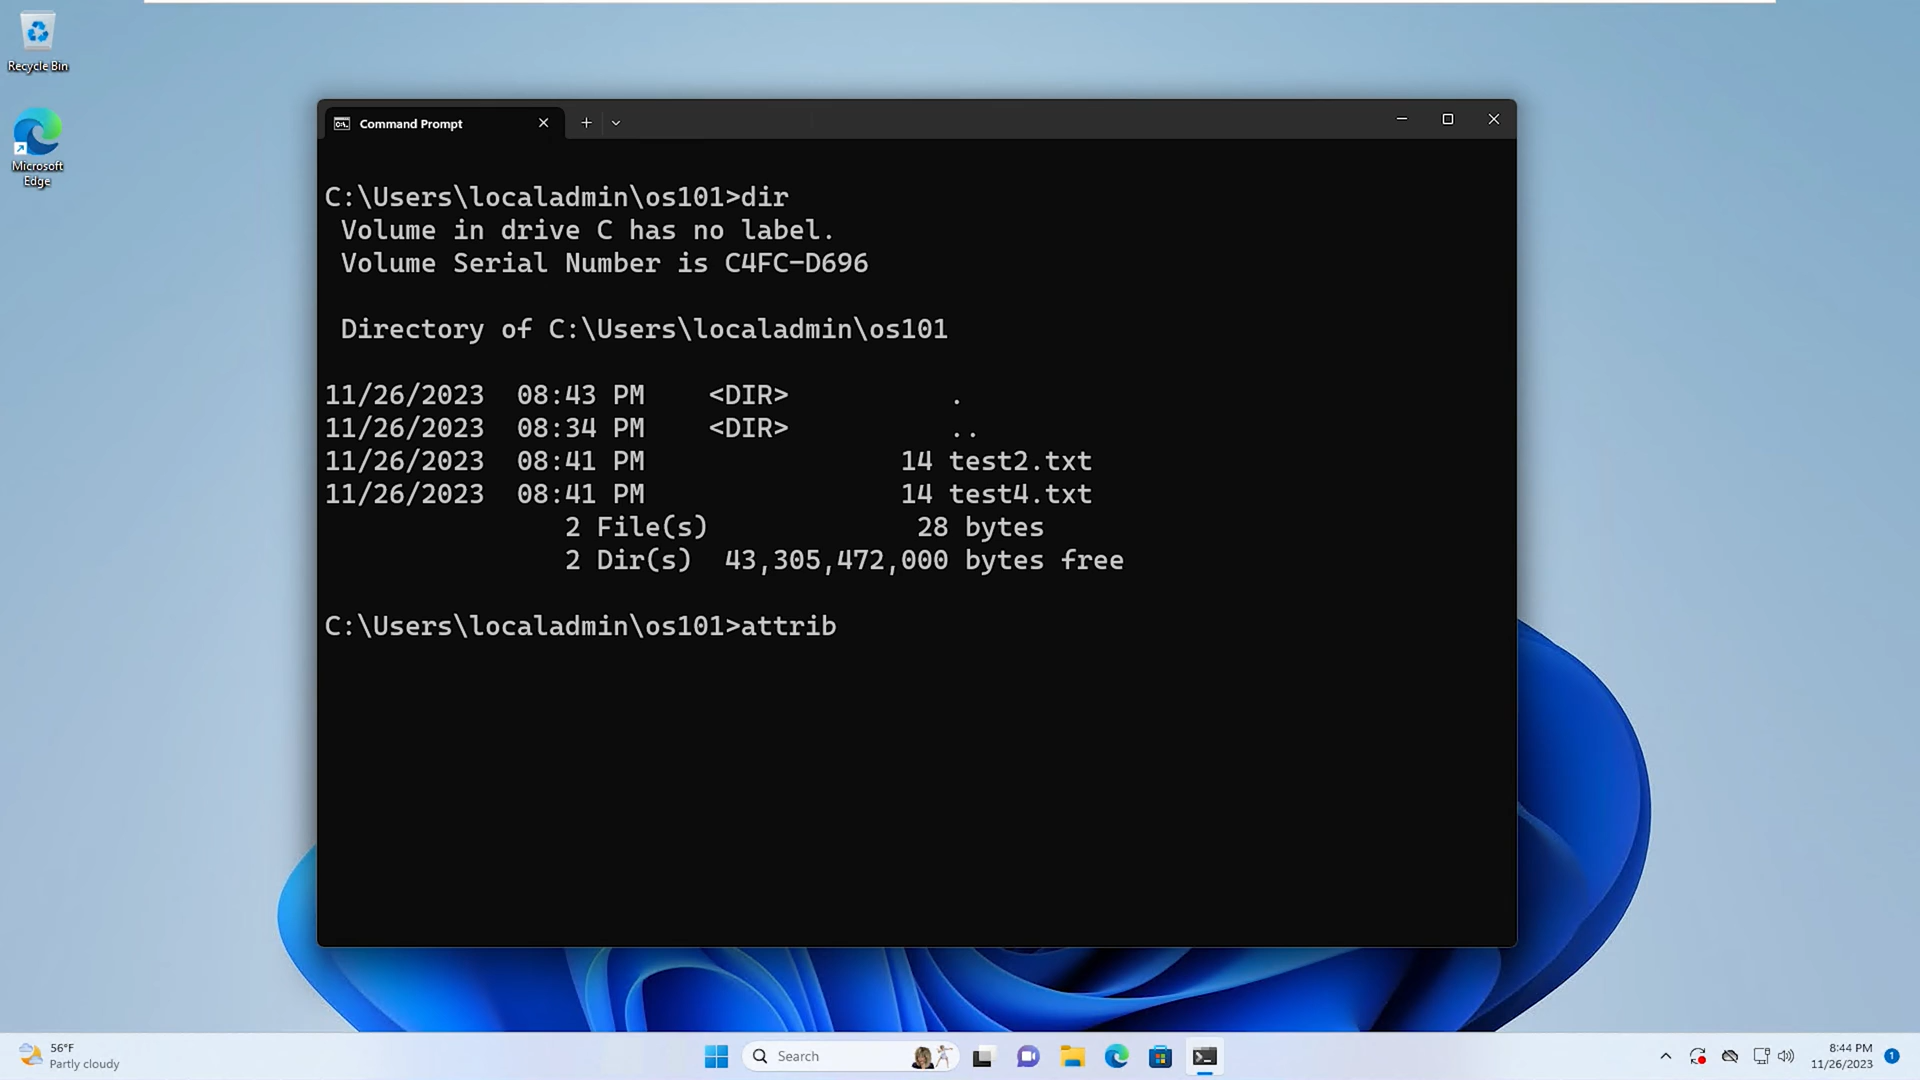 Recycle Bin
Microsoft
Edge
Command Prompt
C:\Users\localadmin\os101>dir
Volume in drive C has no label.
Volume Serial Number is C4FC-D696
Directory of C:\Users\localadmin\os101
11/26/2023  08:43 PM    <DIR>          .
11/26/2023  08:34 PM    <DIR>          ..
11/26/2023  08:41 PM                14 test2.txt
11/26/2023  08:41 PM                14 test4.txt
2 File(s)             28 bytes
2 Dir(s)  43,305,472,000 bytes free
C:\Users\localadmin\os101>attrib
56°F
Partly cloudy
Search
8:44 PM
11/26/2023
1